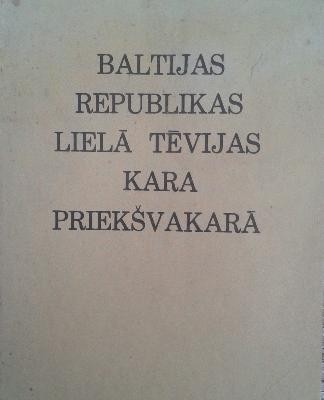 BALTIJAS
REPUBLIKAS
LIELĀ TĒVIJAS
KARA
PRIEKŠVAKARĀ